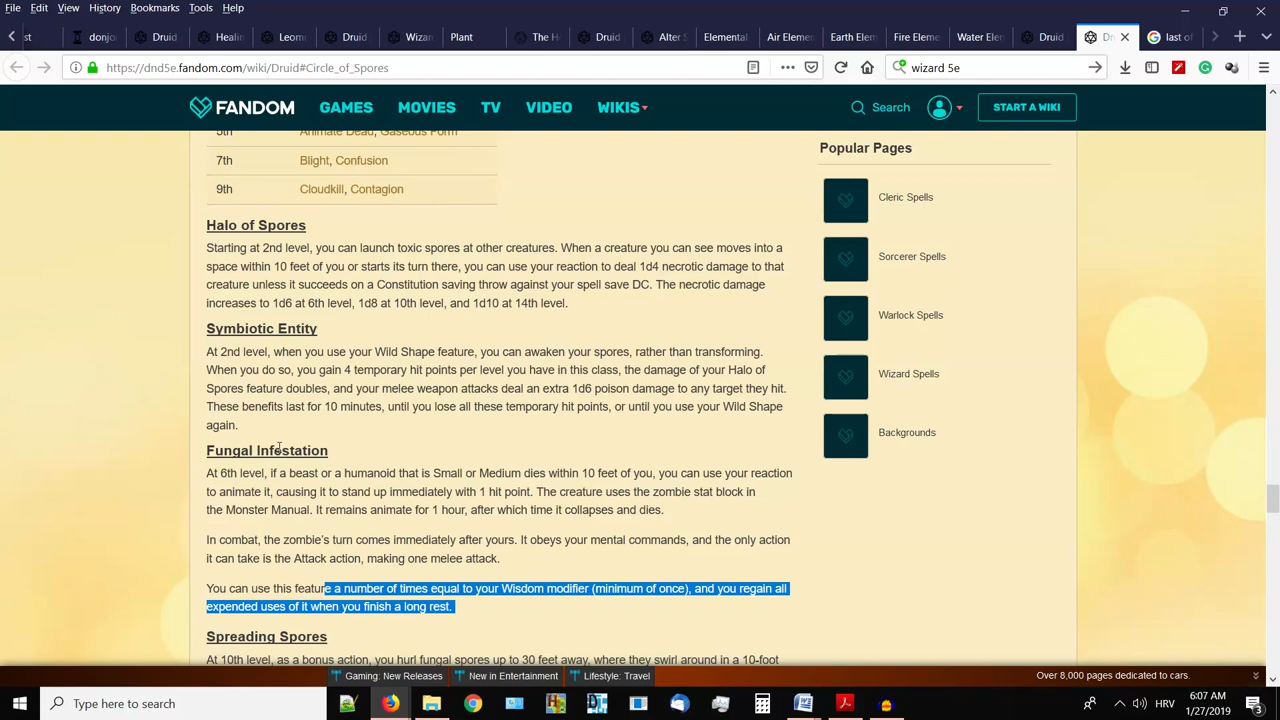 File Edit View History Bookmarks Tools Help
st donjo Druid Healin Leom Druid Wizar Plant The H Druid Alter S Elemental Air Elem Earth Elem Fire Eleme Water Elem Druid Dr last of
https://dnd5e.fandom.com/wiki/Druid#Circle_of_Spores wizard 5e
FANDOM GAMES MOVIES TV VIDEO WIKIS Search START A WIKI
5th Animate Dead, Gaseous Form
7th Blight, Confusion
9th Cloudkill, Contagion
Halo of Spores
Starting at 2nd level, you can launch toxic spores at other creatures. When a creature you can see moves into a
space within 10 feet of you or starts its turn there, you can use your reaction to deal 1d4 necrotic damage to that
creature unless it succeeds on a Constitution saving throw against your spell save DC. The necrotic damage
increases to 1d6 at 6th level, 1d8 at 10th level, and 1d10 at 14th level.
Symbiotic Entity
At 2nd level, when you use your Wild Shape feature, you can awaken your spores, rather than transforming.
When you do so, you gain 4 temporary hit points per level you have in this class, the damage of your Halo of
Spores feature doubles, and your melee weapon attacks deal an extra 1d6 poison damage to any target they hit.
These benefits last for 10 minutes, until you lose all these temporary hit points, or until you use your Wild Shape
again.
Fungal Infestation
At 6th level, if a beast or a humanoid that is Small or Medium dies within 10 feet of you, you can use your reaction
to animate it, causing it to stand up immediately with 1 hit point. The creature uses the zombie stat block in
the Monster Manual. It remains animate for 1 hour, after which time it collapses and dies.
In combat, the zombie's turn comes immediately after yours. It obeys your mental commands, and the only action
it can take is the Attack action, making one melee attack.
You can use this feature a number of times equal to your Wisdom modifier (minimum of once), and you regain all
expended uses of it when you finish a long rest.
Spreading Spores
At 10th level, as a bonus action, you hurl fungal spores up to 30 feet away, where they swirl around in a 10-foot
Popular Pages
Cleric Spells
Sorcerer Spells
Warlock Spells
Wizard Spells
Backgrounds
Gaming: New Releases New in Entertainment Lifestyle: Travel Over 8,000 pages dedicated to cars.
Type here to search HRV 6:07 AM
1/27/2019 3